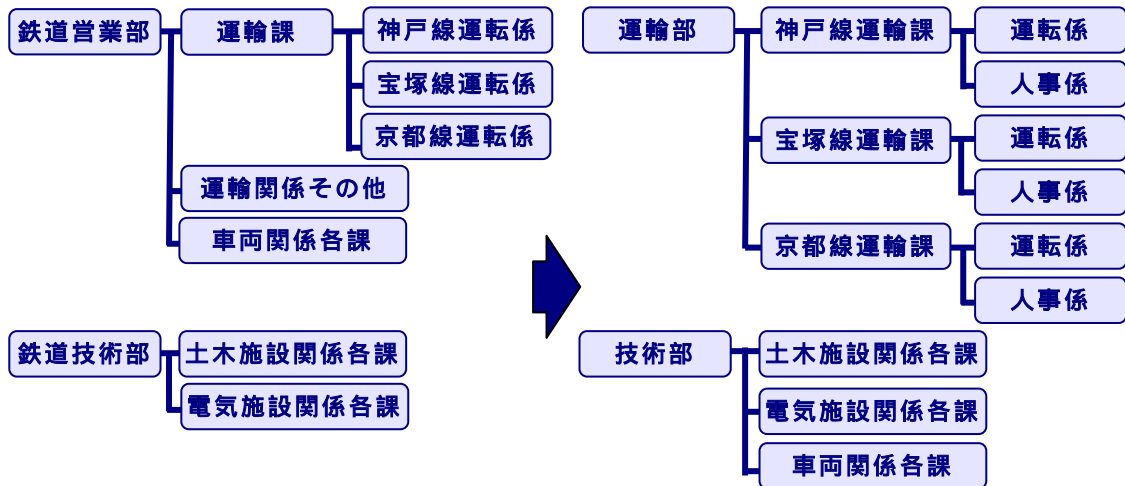 鉄道営業部
運輸課
神戸線運転係
宝塚線運転係
京都線運転係
運輸関係その他
車両関係各課
鉄道技術部
土木施設関係各課
電気施設関係各課
運輸部
神戸線運輸課
運転係
人事係
宝塚線運輸課
運転係
人事係
京都線運輸課
運転係
人事係
技術部
土木施設関係各課
電気施設関係各課
車両関係各課